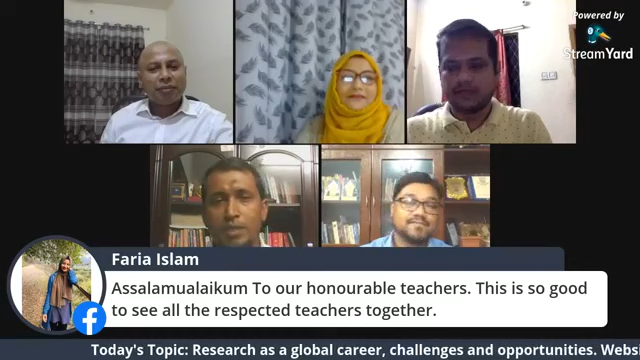 Powered by
StreamYard
Faria Islam
Assalamualaikum To our honourable teachers. This is so good
to see all the respected teachers together.
Today's Topic: Research as a global career, challenges and opportunities. Webs